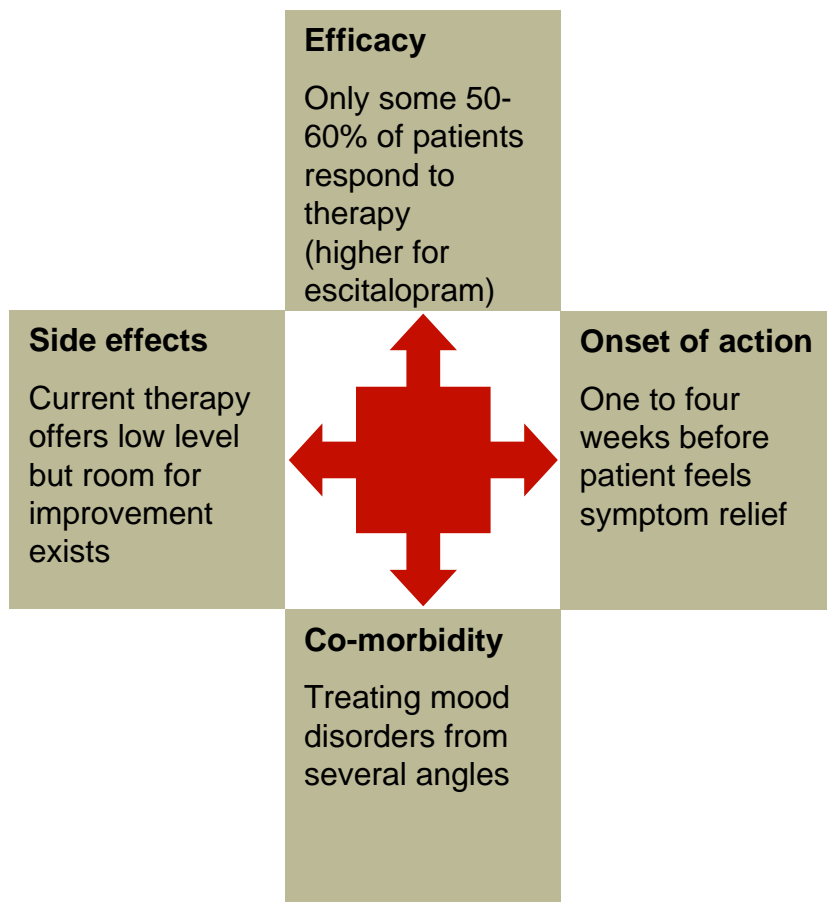 Efficacy
Only some 50-
60% of patients
respond to
therapy
(higher for
escitalopram)
Side effects
Current therapy
offers low level
but room for
improvement
exists
Onset of action
One to four
weeks before
patient feels
symptom relief
Co-morbidity
Treating mood
disorders from
several angles